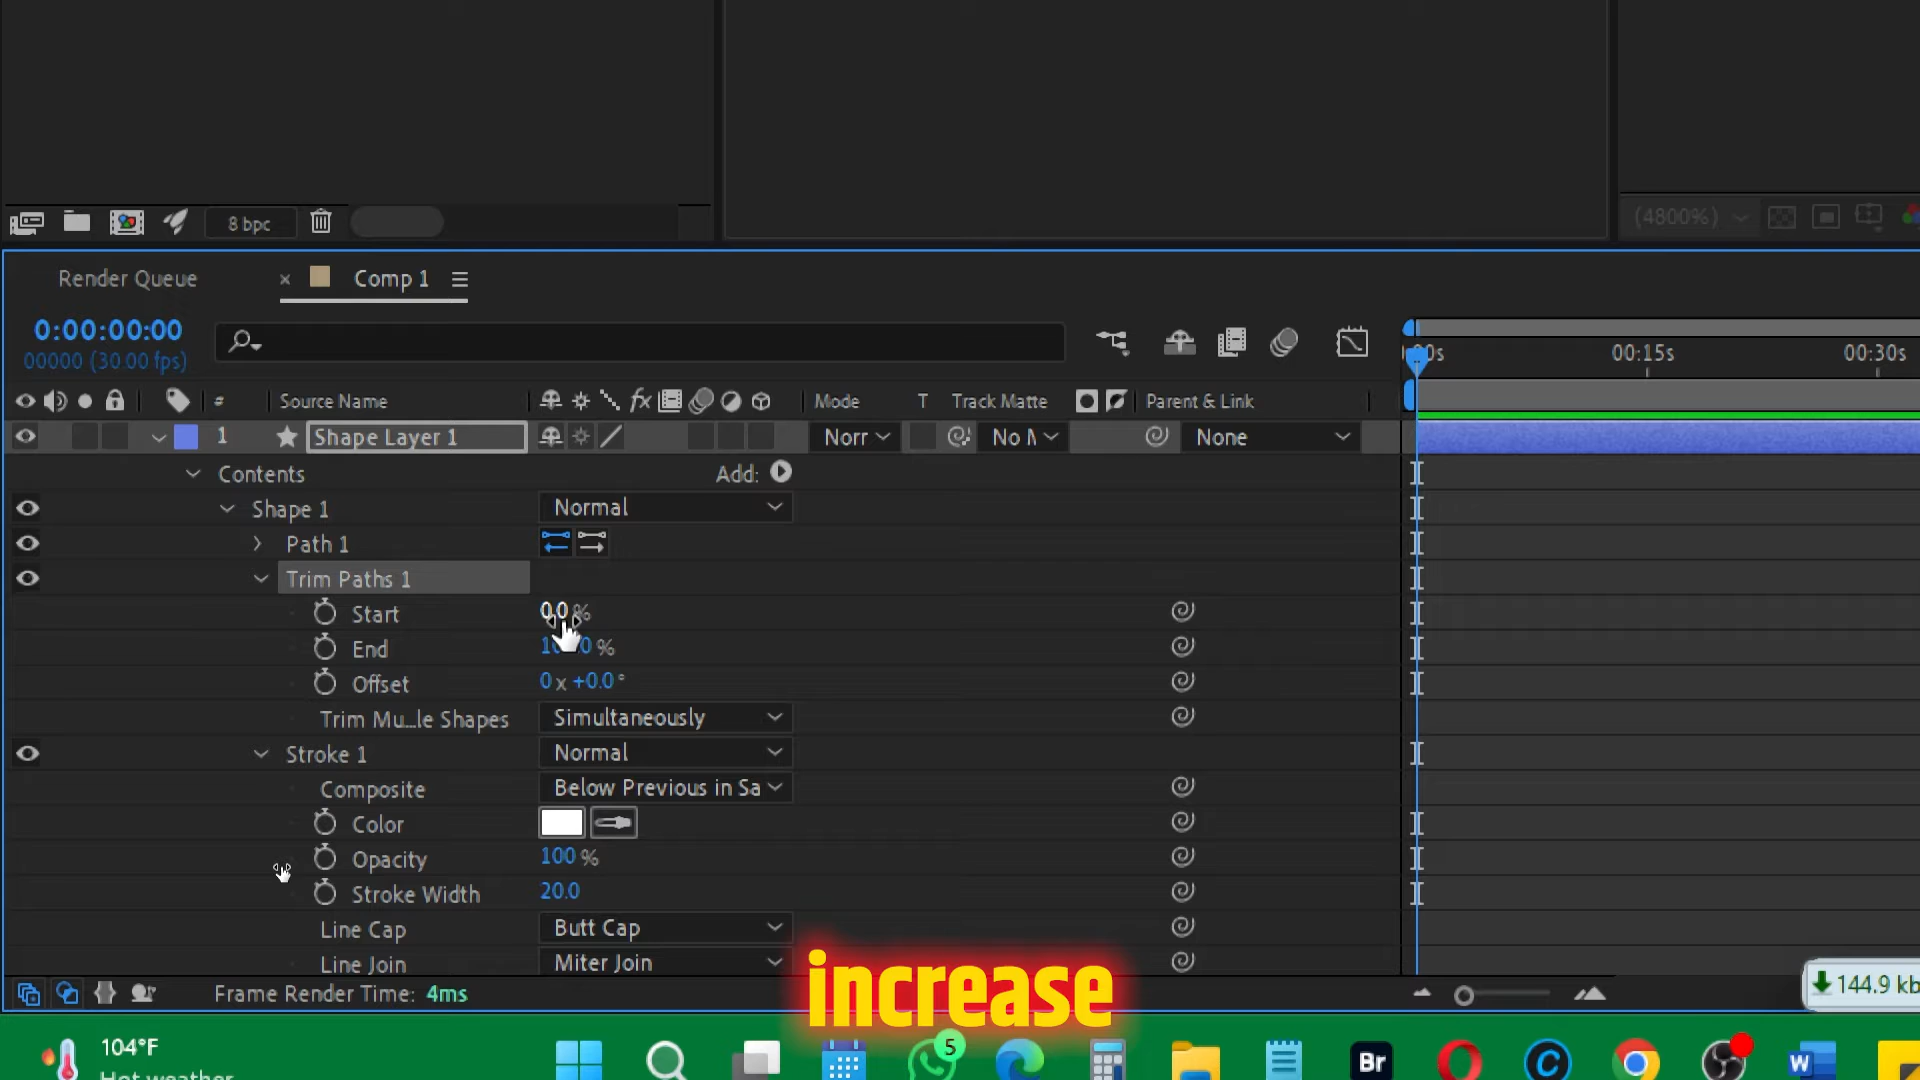 8 bpc
(4800%)
Render Queue
Comp 1
0:00:00:00
00000 (30.00 fps)
00:15s
00:30s
# Source Name
fx
Mode
T Track Matte
Parent & Link
1 Shape Layer 1
Norr
No M
None
Contents
Add:
Shape 1
Normal
Path 1
Trim Paths 1
Start
0.0 %
End
Offset
0 x +0.0 °
Trim Mu...le Shapes
Simultaneously
Stroke 1
Normal
Composite
Below Previous in Sa
Color
Opacity
100 %
Stroke Width
20.0
Line Cap
Butt Cap
Line Join
Miter Join
increase
Frame Render Time: 4ms
144.9 kb
104°F
Hot weather
5
Br
C
W